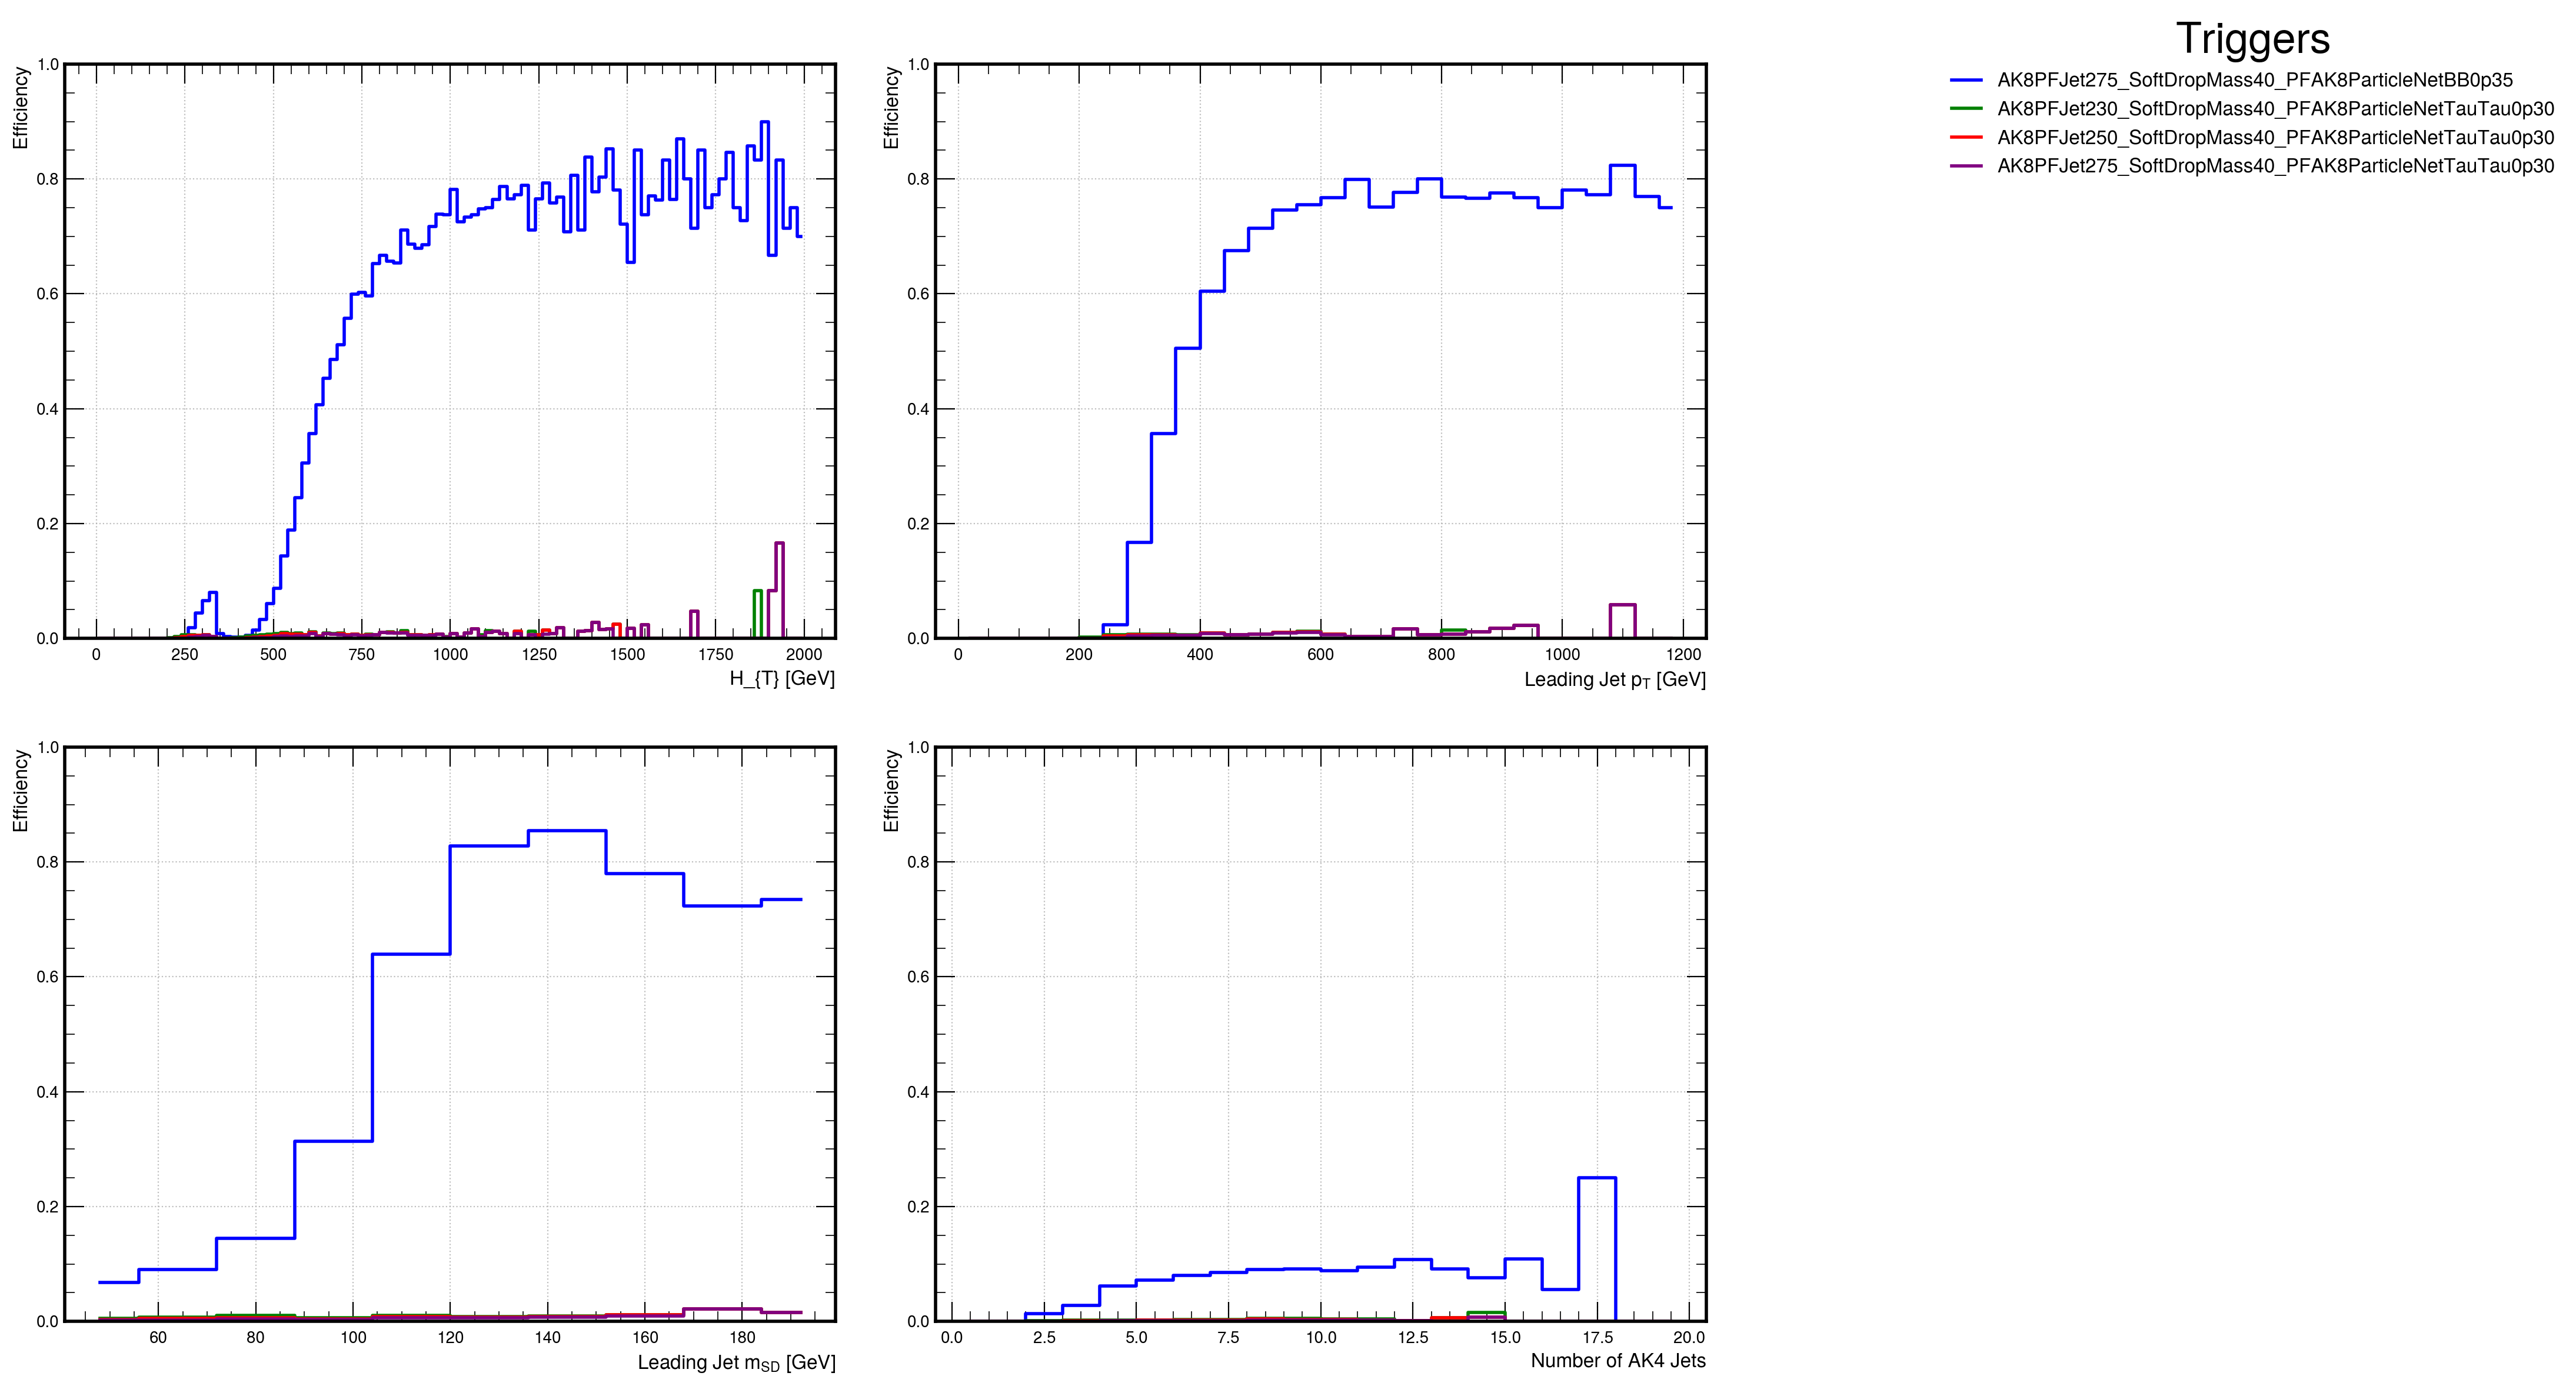 Triggers
AK8PFJet275_SoftDropMass40_PFAK8ParticleNetBB0p35
AK8PFJet230_SoftDropMass40_PFAK8ParticleNetTauTau0p30
AK8PFJet250_SoftDropMass40_PFAK8ParticleNetTauTau0p30
AK8PFJet275_SoftDropMass40_PFAK8ParticleNetTauTau0p30
Efficiency
1.0
0.8
0.6
0.4
0.2
0.0
0 250 500 750 1000 1250 1500 1750 2000
H_{T} [GeV]
Efficiency
1.0
0.8
0.6
0.4
0.2
0.0
0 200 400 600 800 1000 1200
Leading Jet pT [GeV]
Efficiency
1.0
0.8
0.6
0.4
0.2
0.0
60 80 100 120 140 160 180
Leading Jet mSD [GeV]
Efficiency
1.0
0.8
0.6
0.4
0.2
0.0
0.0 2.5 5.0 7.5 10.0 12.5 15.0 17.5 20.0
Number of AK4 Jets